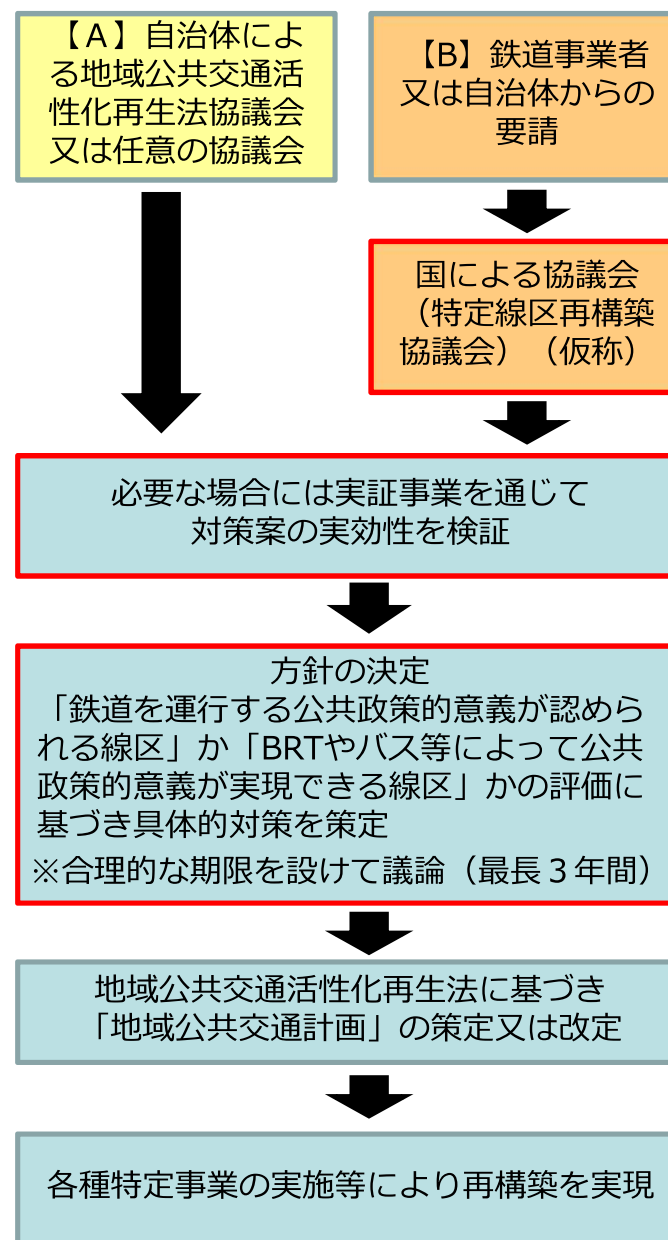 【A】自治体によ
る地域公共交通活
性化再生法協議会
又は任意の協議会
【B】鉄道事業者
又は自治体からの
要請
国による協議会
（特定線区再構築
協議会）（仮称）
必要な場合には実証事業を通じて
対策案の実効性を検証
方針の決定
「鉄道を運行する公共政策的意義が認めら
れる線区」か「BRTやバス等によって公共
政策的意義が実現できる線区」かの評価に
基づき具体的対策を策定
※合理的な期限を設けて議論（最長３年間）
地域公共交通活性化再生法に基づき
「地域公共交通計画」の策定又は改定
各種特定事業の実施等により再構築を実現